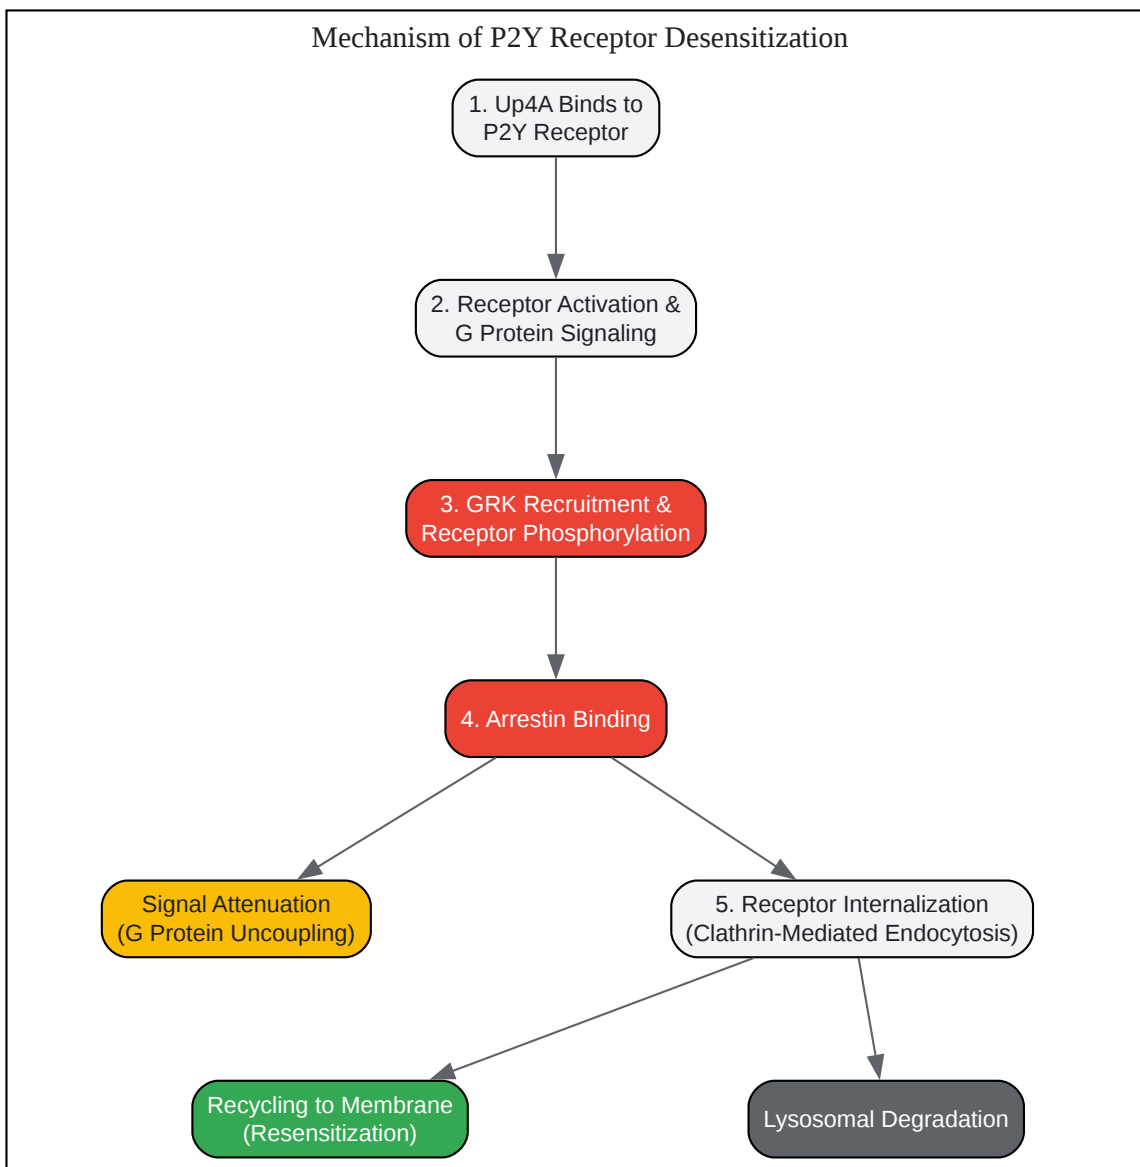 Mechanism of P2Y Receptor Desensitization
1. Up4A Binds to
P2Y Receptor
2. Receptor Activation &
G Protein Signaling
3. GRK Recruitment &
Receptor Phosphorylation
4. Arrestin Binding
Signal Attenuation
(G Protein Uncoupling)
5. Receptor Internalization
(Clathrin-Mediated Endocytosis)
Recycling to Membrane
(Resensitization)
Lysosomal Degradation